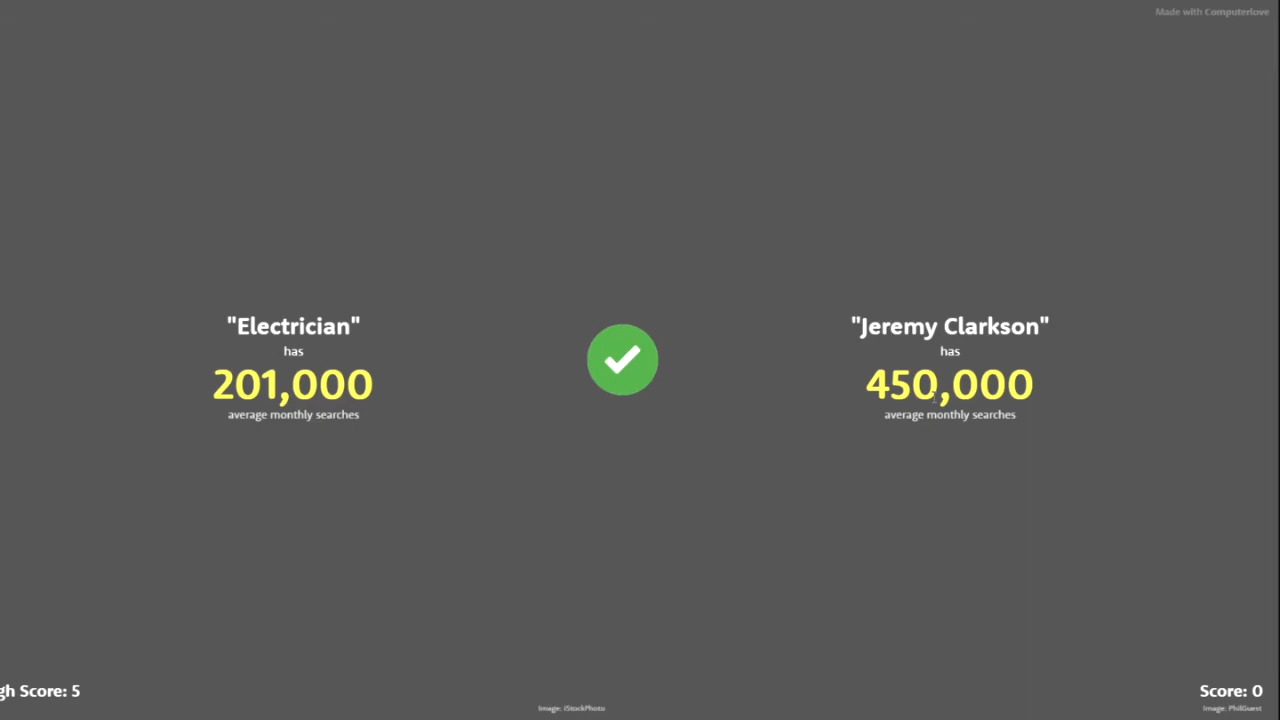 Made with Computerlove
"Electrician"
has
201,000
average monthly searches
"Jeremy Clarkson"
has
450,000
average monthly searches
gh Score: 5
Score: 0
Image: iStockPhoto
Image: PhilGuest